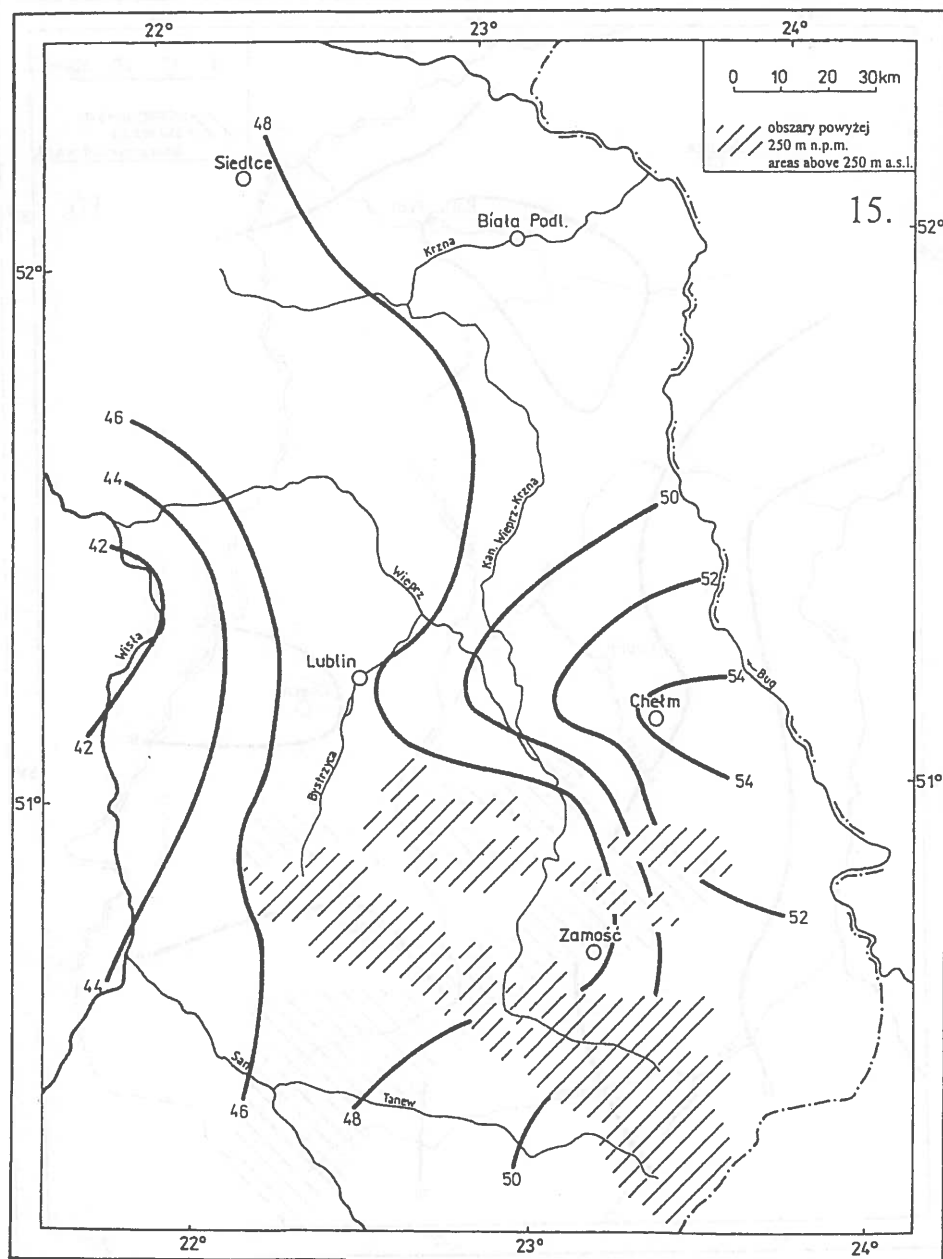 22° 23° 24°
0 10 20 30km
obszary powyżej
250 m n.p.m.
areas above 250 m a.s.l.
15.
48
Siedlce
Biała Podl.
Krzna
52°
52°
46
44
42
50
Kan. Wieprz-Krzna
52
Wieprz
Wisła
Lublin
54
Bug
Chełm
42
54
Bystrzyca
51°
51°
52
Zamość
44
San
46
48
Tanew
50
22° 23° 24°